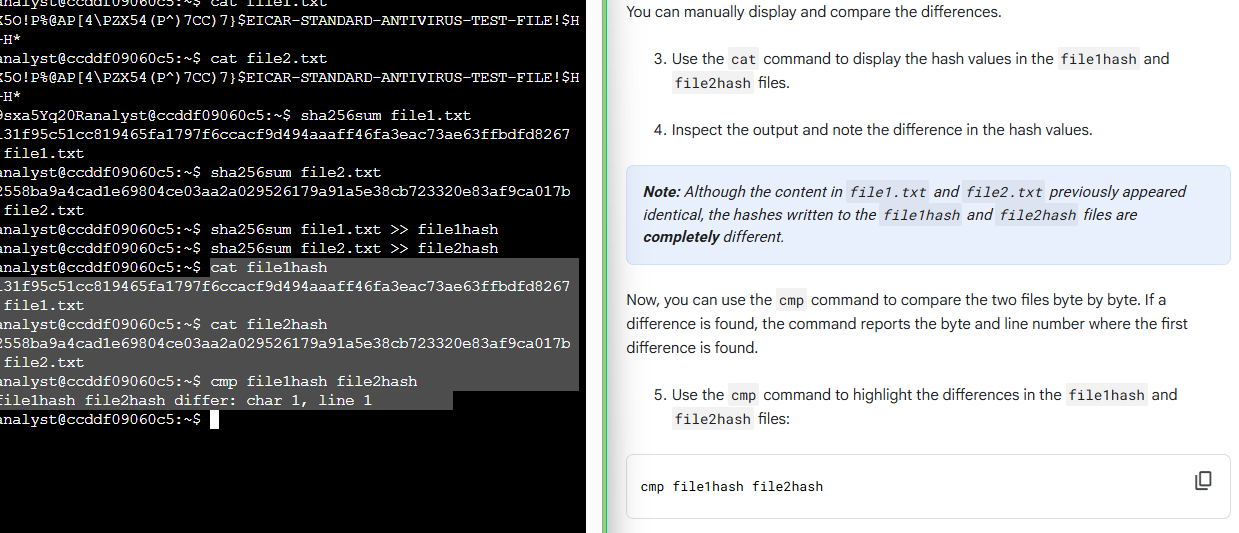 analyst@ccddf09060c5:~$ cat file1.txt
X5O!P%@AP[4\PZX54(P^)7CC)7}$EICAR-STANDARD-ANTIVIRUS-TEST-FILE!$H
+H*
analyst@ccddf09060c5:~$ cat file2.txt
X5O!P%@AP[4\PZX54(P^)7CC)7}$EICAR-STANDARD-ANTIVIRUS-TEST-FILE!$H
+H*
9sxa5Yq20Ranalyst@ccddf09060c5:~$ sha256sum file1.txt
131f95c51cc819465fa1797f6ccacf9d494aaaff46fa3eac73ae63ffbdfd8267
file1.txt
analyst@ccddf09060c5:~$ sha256sum file2.txt
2558ba9a4cad1e69804ce03aa2a029526179a91a5e38cb723320e83af9ca017b
file2.txt
analyst@ccddf09060c5:~$ sha256sum file1.txt >> file1hash
analyst@ccddf09060c5:~$ sha256sum file2.txt >> file2hash
analyst@ccddf09060c5:~$ cat file1hash
131f95c51cc819465fa1797f6ccacf9d494aaaff46fa3eac73ae63ffbdfd8267
file1.txt
analyst@ccddf09060c5:~$ cat file2hash
2558ba9a4cad1e69804ce03aa2a029526179a91a5e38cb723320e83af9ca017b
file2.txt
analyst@ccddf09060c5:~$ cmp file1hash file2hash
file1hash file2hash differ: char 1, line 1
analyst@ccddf09060c5:~$
You can manually display and compare the differences.
3. Use the cat command to display the hash values in the file1hash and
file2hash files.
4. Inspect the output and note the difference in the hash values.
Note: Although the content in file1.txt and file2.txt previously appeared
identical, the hashes written to the file1hash and file2hash files are
completely different.
Now, you can use the cmp command to compare the two files byte by byte. If a
difference is found, the command reports the byte and line number where the first
difference is found.
5. Use the cmp command to highlight the differences in the file1hash and
file2hash files:
cmp file1hash file2hash